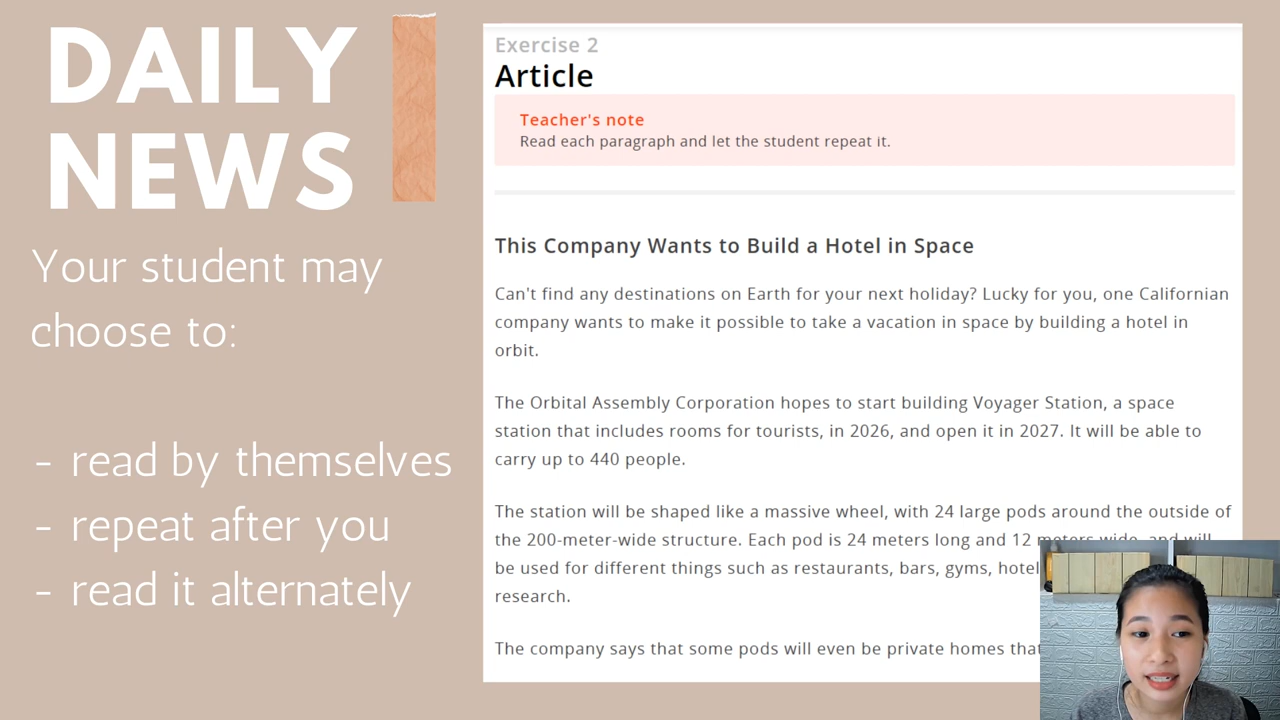 DAILY
NEWS
Your student may
choose to:
- read by themselves
- repeat after you
- read it alternately
Exercise 2
Article
Teacher's note
Read each paragraph and let the student repeat it.
This Company Wants to Build a Hotel in Space
Can't find any destinations on Earth for your next holiday? Lucky for you, one Californian
company wants to make it possible to take a vacation in space by building a hotel in
orbit.
The Orbital Assembly Corporation hopes to start building Voyager Station, a space
station that includes rooms for tourists, in 2026, and open it in 2027. It will be able to
carry up to 440 people.
The station will be shaped like a massive wheel, with 24 large pods around the outside of
the 200-meter-wide structure. Each pod is 24 meters long and 12 meters wide, and will
be used for different things such as restaurants, bars, gyms, hotel
research.
The company says that some pods will even be private homes that